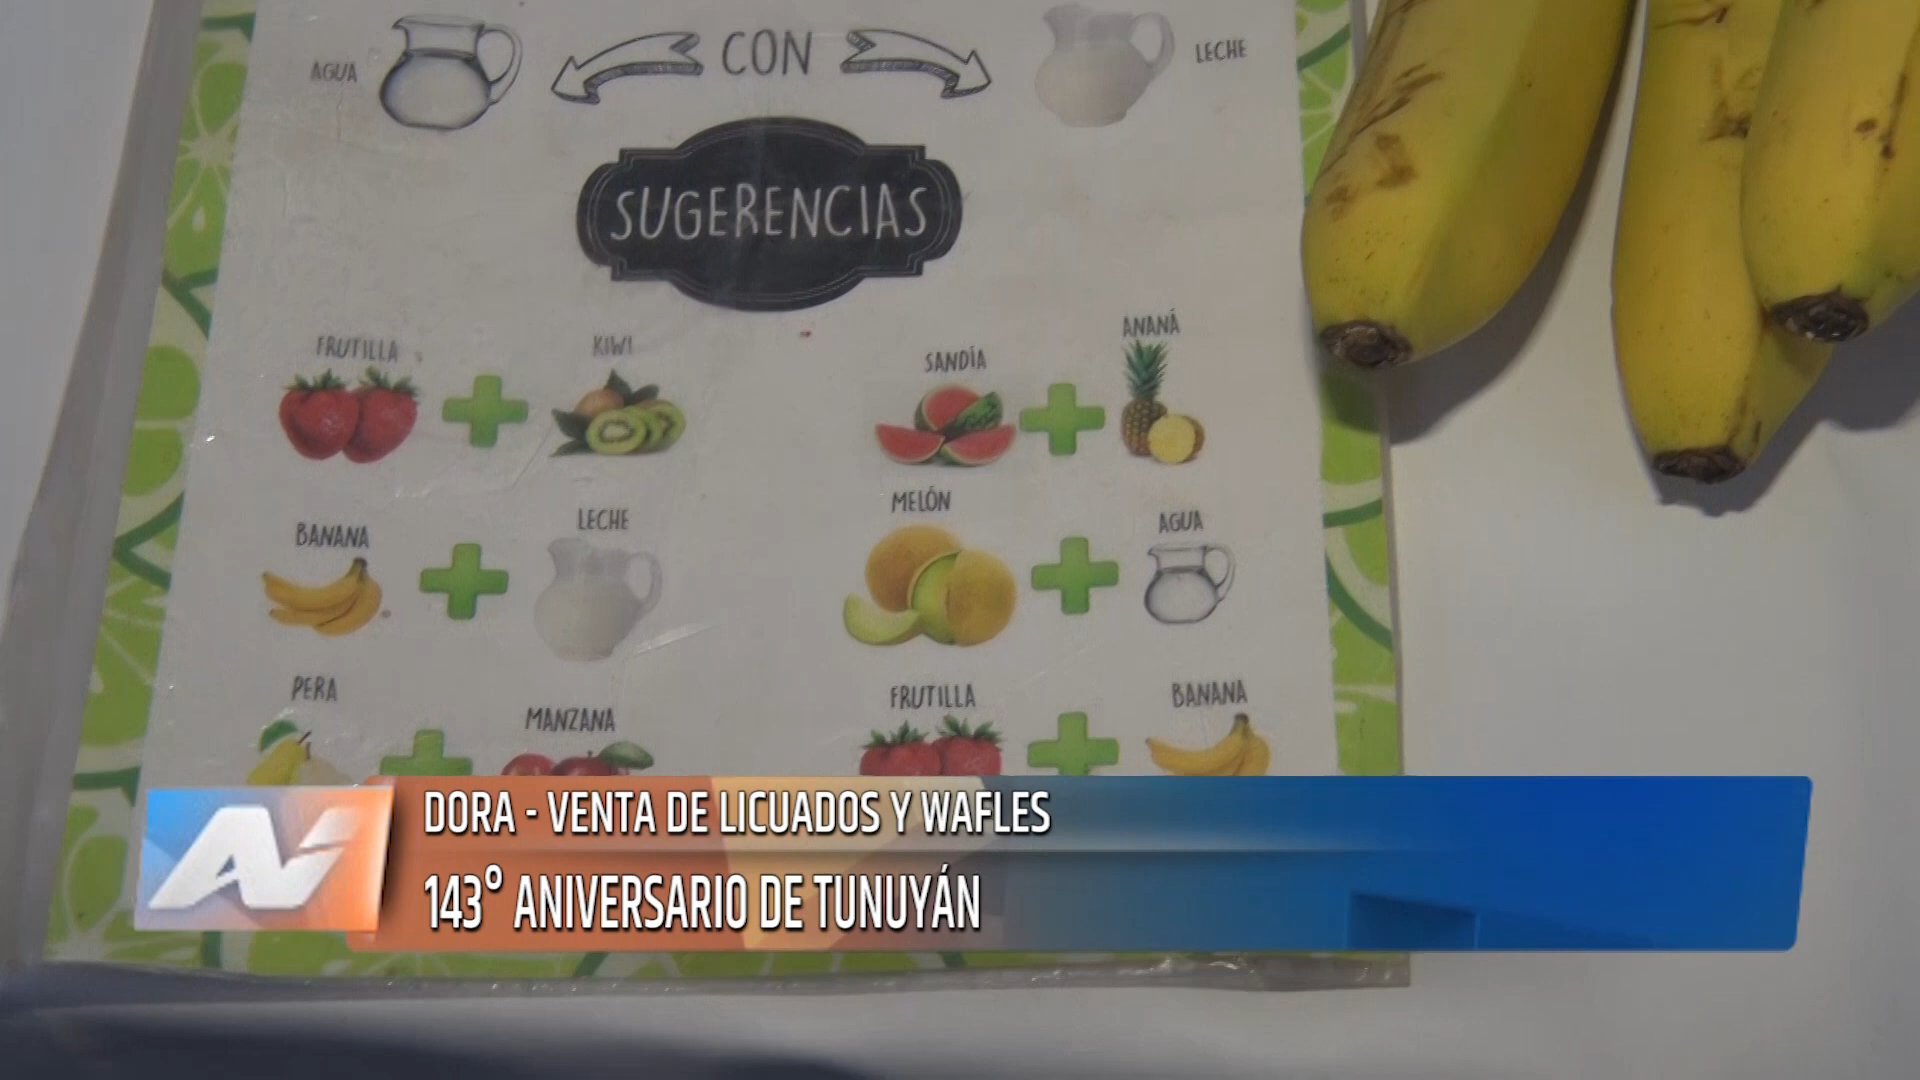 AGUA
CON
LECHE
SUGERENCIAS
FRUTILLA
KIWI
SANDÍA
ANANÁ
BANANA
LECHE
MELÓN
AGUA
PERA
MANZANA
FRUTILLA
BANANA
DORA - VENTA DE LICUADOS Y WAFLES
143° ANIVERSARIO DE TUNUYÁN